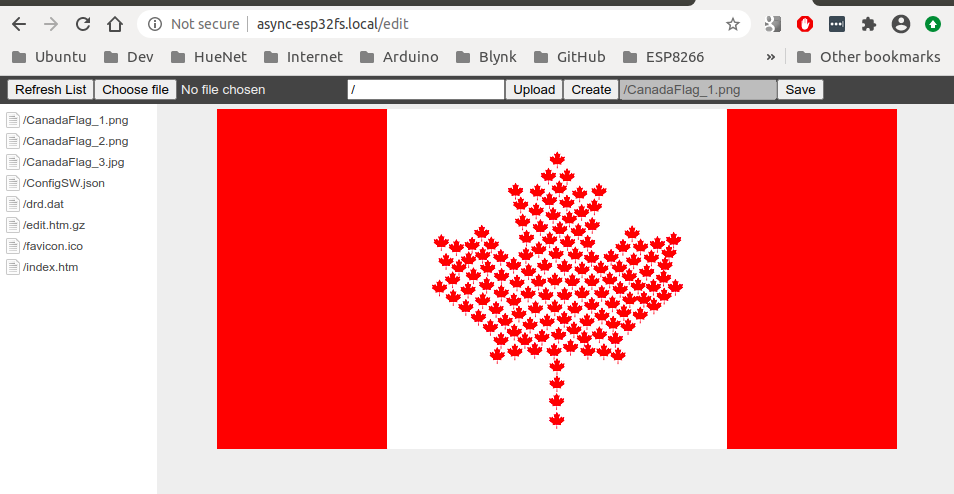 Not secure | async-esp32fs.local/edit
Ubuntu Dev HueNet Internet Arduino Blynk GitHub ESP8266 » Other bookmarks
Refresh List Choose file No file chosen / Upload Create /CanadaFlag_1.png Save
/CanadaFlag_1.png
/CanadaFlag_2.png
/CanadaFlag_3.jpg
/ConfigSW.json
/drd.dat
/edit.htm.gz
/favicon.ico
/index.htm